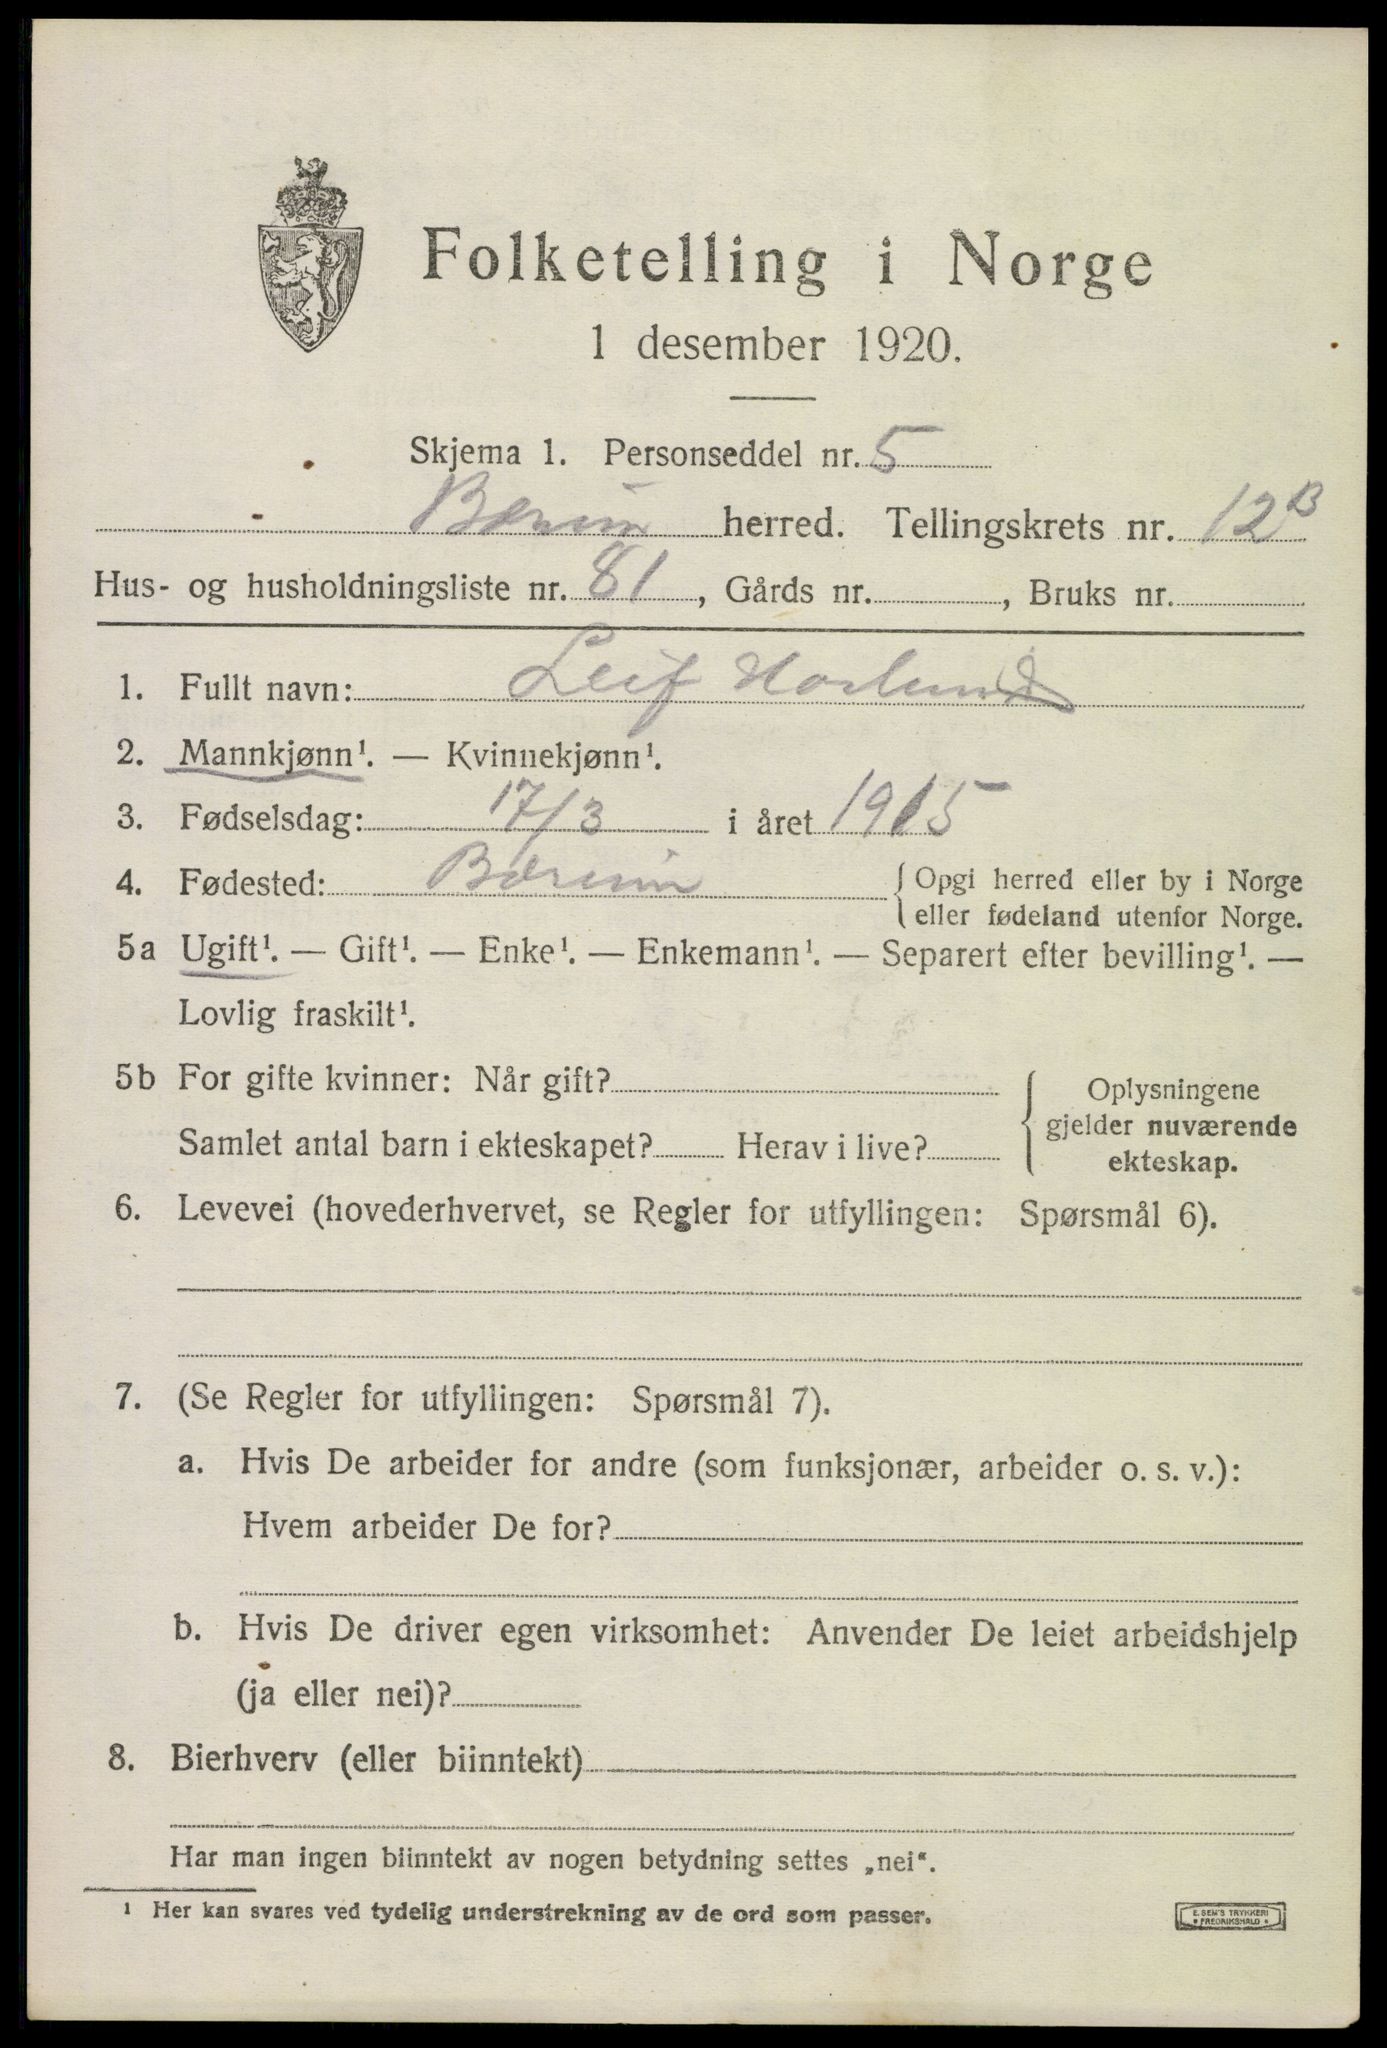 Folketelling i Norge
1 desember 1920.
Skjema 1. Personseddel nr. 5
Bærum herred. Tellingskrets nr. 12B
Hus- og husholdningsliste nr. 81, Gårds nr. , Bruks nr.
1. Fullt navn: Leif
2. Mannkjønn¹. — Kvinnekjønn¹.
3. Fødselsdag: 17/3 i året 1915
4. Fødested: Bærum { Opgi herred eller by i Norge
eller fødeland utenfor Norge.
5a Ugift¹. — Gift¹. — Enke¹. — Enkemann¹. — Separert efter bevilling¹. —
Lovlig fraskilt¹.
5b For gifte kvinner: Når gift? { Oplysningene
gjelder nuværende
Samlet antal barn i ekteskapet? Herav i live?
ekteskap.
6. Levevei (hovederhvervet, se Regler for utfyllingen: Spørsmål 6).
7. (Se Regler for utfyllingen: Spørsmål 7).
a. Hvis De arbeider for andre (som funksjonær, arbeider o. s. v.):
Hvem arbeider De for?
b. Hvis De driver egen virksomhet: Anvender De leiet arbeidshjelp
(ja eller nei)?
8. Bierhverv (eller biinntekt)
Har man ingen biinntekt av nogen betydning settes „nei“.
¹ Her kan svares ved tydelig understrekning av de ord som passer.
E. SEM'S TRYKKERI
• FREDRIKSHALD •